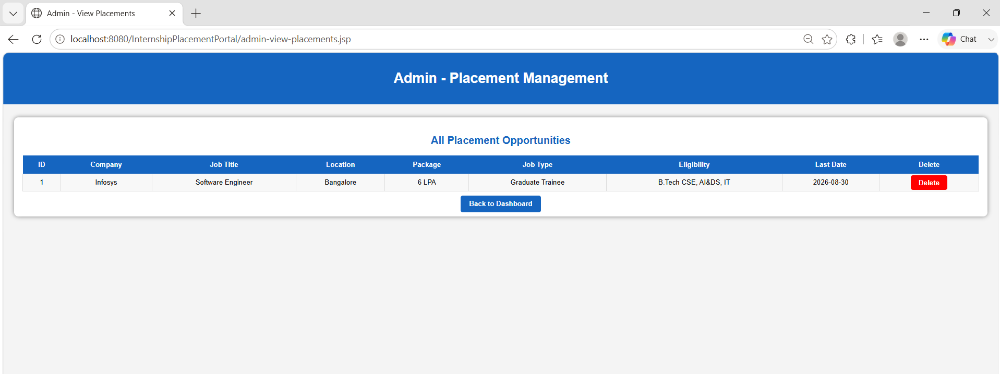 Admin - View Placements
localhost:8080/InternshipPlacementPortal/admin-view-placements.jsp
Chat
Admin - Placement Management
All Placement Opportunities
ID Company Job Title Location Package Job Type Eligibility Last Date Delete
1 Infosys Software Engineer Bangalore 6 LPA Graduate Trainee B.Tech CSE, AI&DS, IT 2026-08-30 Delete
Back to Dashboard